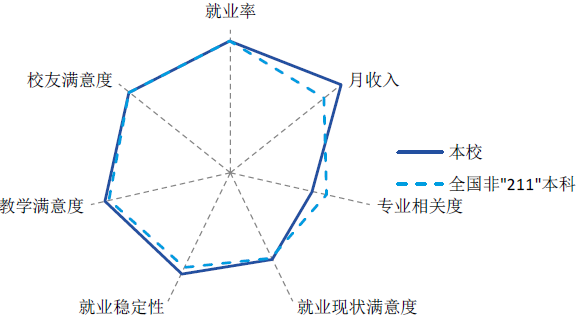 就业率
校友满意度
月收入
本校
全国非"211"本科
教学满意度
专业相关度
就业稳定性
就业现状满意度